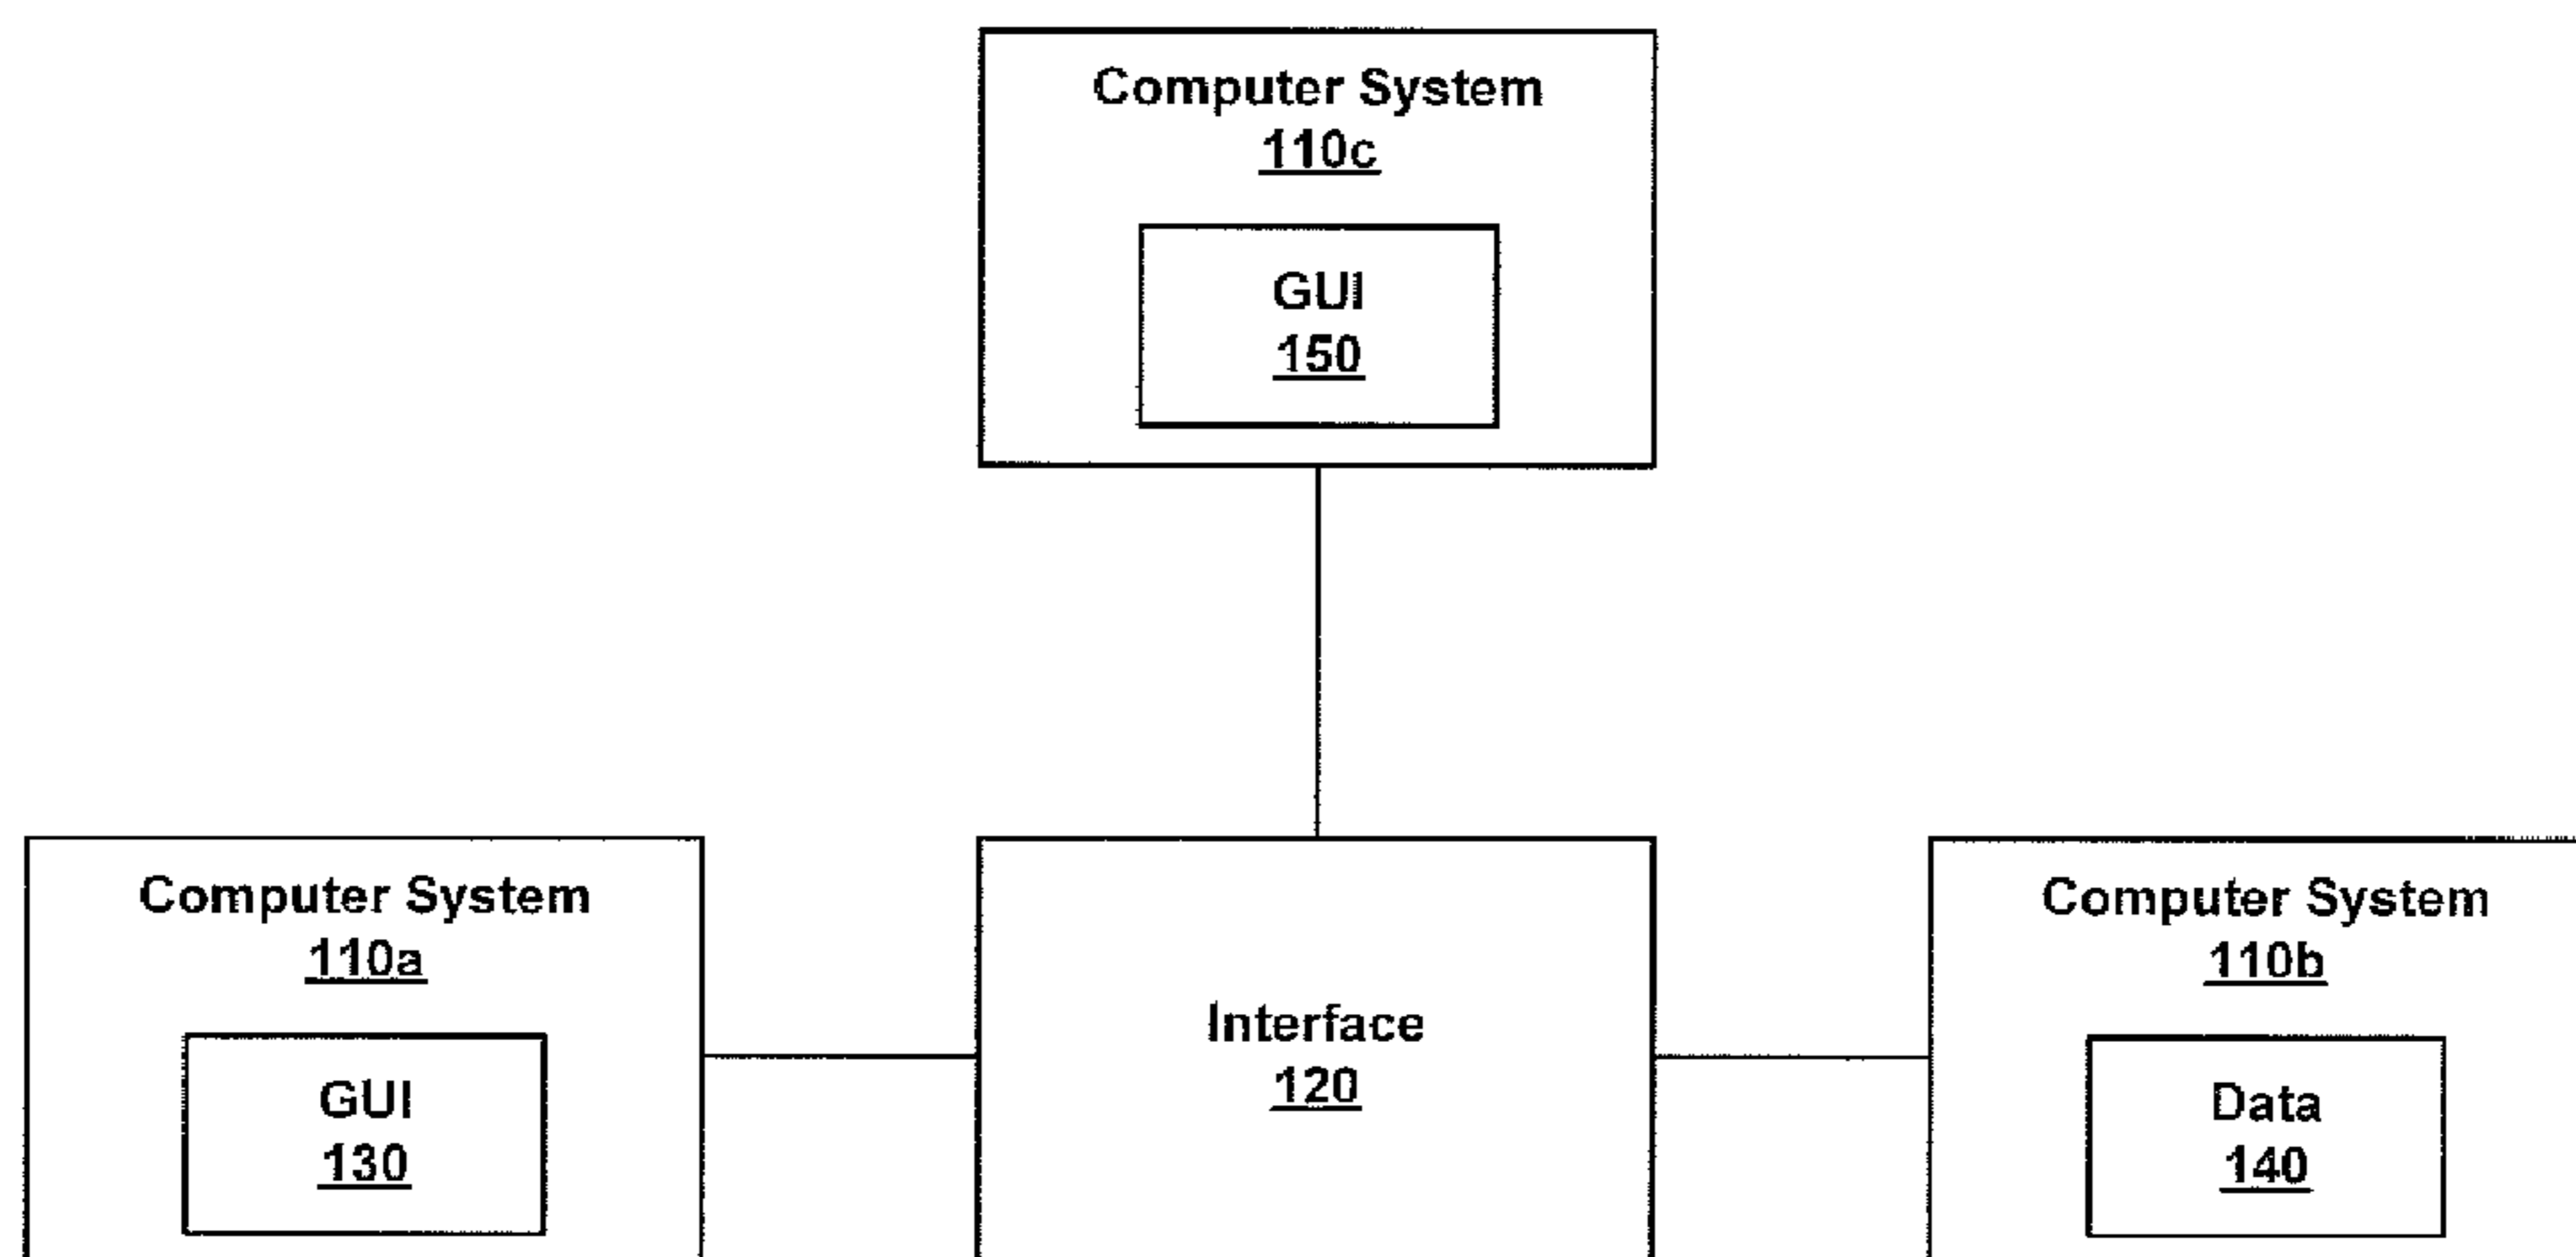 Computer System
110c
GUI
150
Computer System
110a
GUI
130
Interface
120
Computer System
110b
Data
140